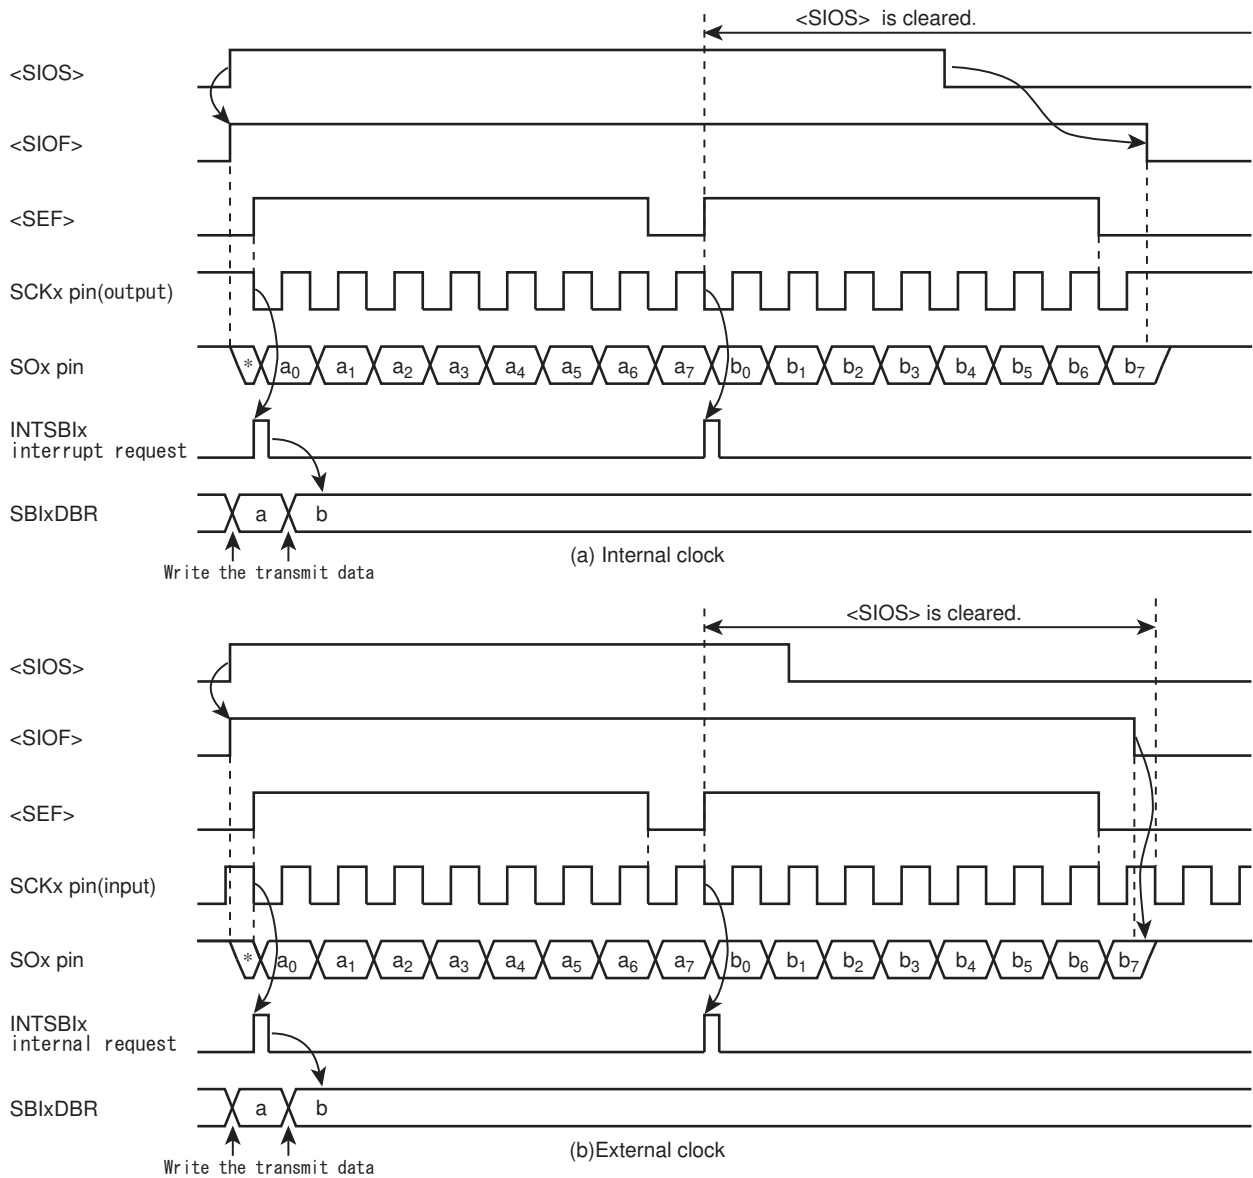 <SIOS> is cleared.
<SIOS>
<SIOF>
<SEF>
SCKx pin(output)
SOx pin
* a0 a1 a2 a3 a4 a5 a6 a7 b0 b1 b2 b3 b4 b5 b6 b7
INTSBIx
interrupt request
SBIxDBR
a b
Write the transmit data
(a) Internal clock
<SIOS> is cleared.
<SIOS>
<SIOF>
<SEF>
SCKx pin(input)
SOx pin
* a0 a1 a2 a3 a4 a5 a6 a7 b0 b1 b2 b3 b4 b5 b6 b7
INTSBIx
internal request
SBIxDBR
a b
Write the transmit data
(b)External clock